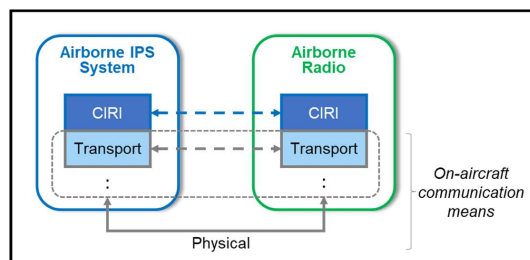 Airborne IPS
System
Airborne
Radio
CIRI
CIRI
Transport
Transport
:
:
Physical
On-aircraft
communication
means